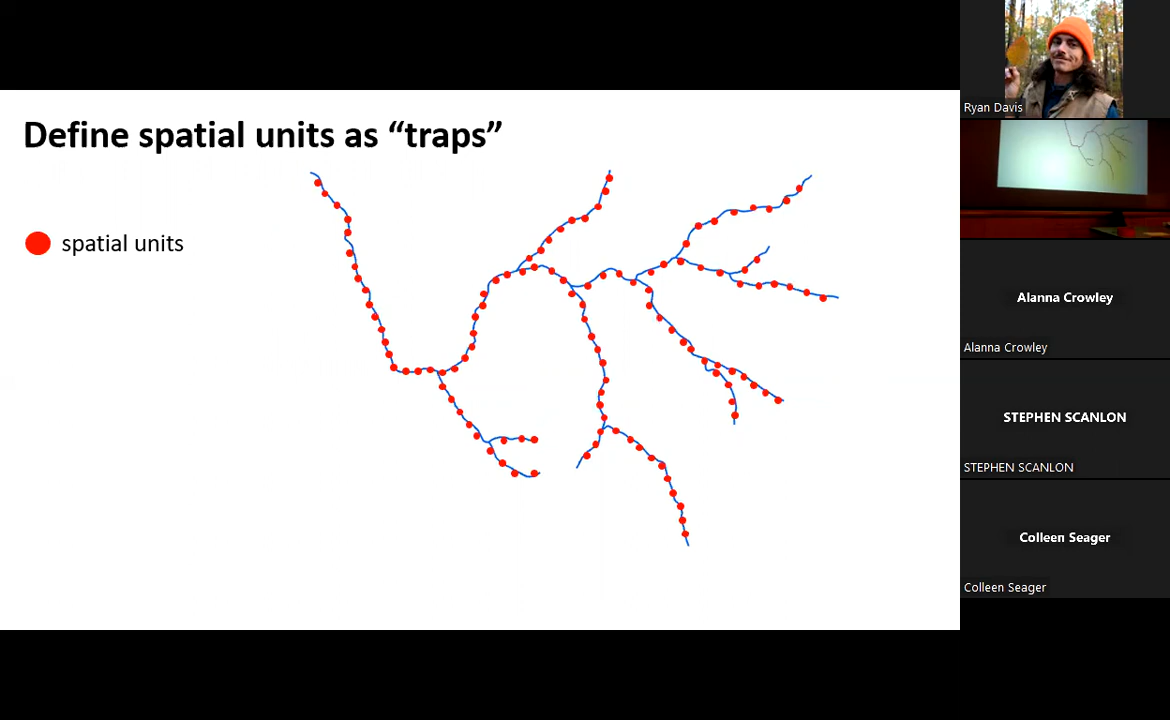 Define spatial units as “traps”
spatial units
Ryan Davis
Alanna Crowley
Alanna Crowley
STEPHEN SCANLON
STEPHEN SCANLON
Colleen Seager
Colleen Seager